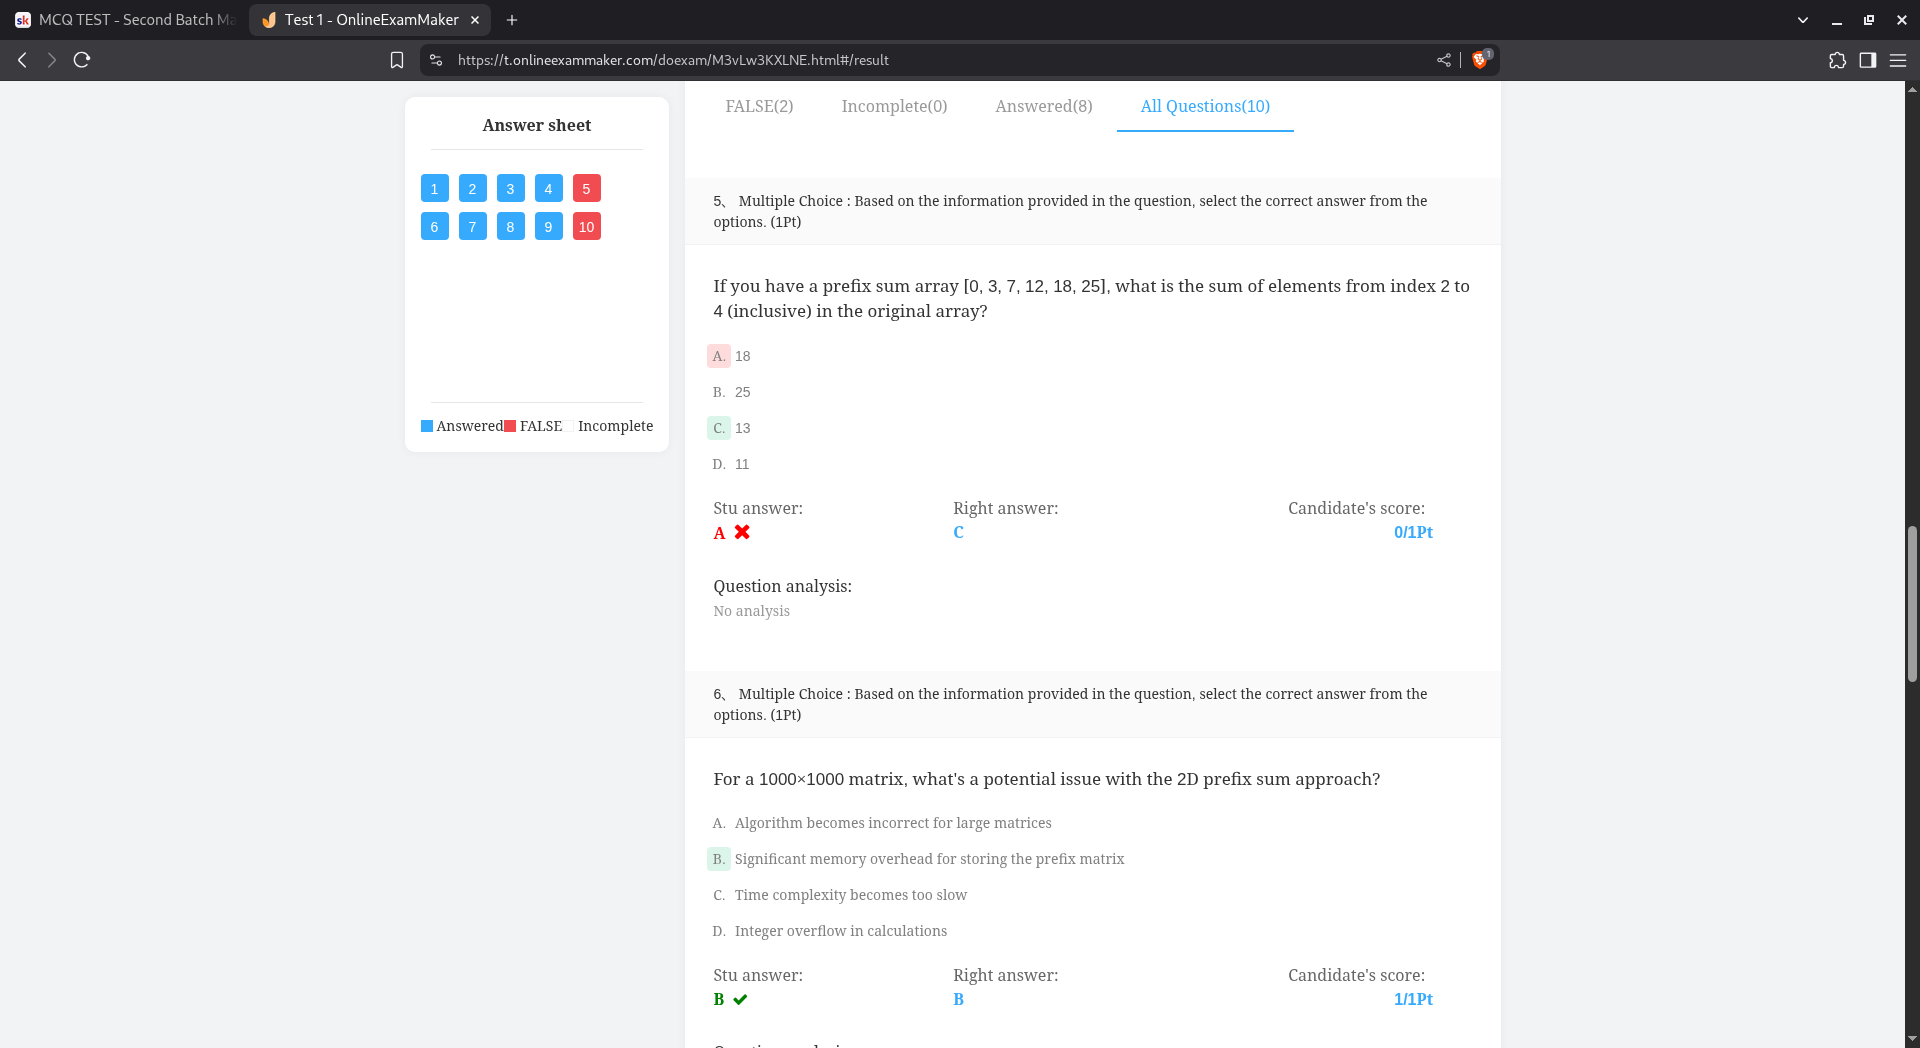 MCQ TEST - Second Batch Ma
Test 1 - OnlineExamMaker
https://t.onlineexammaker.com/doexam/M3vLw3KXLNE.html#/result
1
Answer sheet
1 2 3 4 5
6 7 8 9 10
Answered FALSE Incomplete
FALSE(2) Incomplete(0) Answered(8) All Questions(10)
5、 Multiple Choice : Based on the information provided in the question, select the correct answer from the
options. (1Pt)
If you have a prefix sum array [0, 3, 7, 12, 18, 25], what is the sum of elements from index 2 to
4 (inclusive) in the original array?
A. 18
B. 25
C. 13
D. 11
Stu answer: Right answer: Candidate's score:
A C 0/1Pt
Question analysis:
No analysis
6、 Multiple Choice : Based on the information provided in the question, select the correct answer from the
options. (1Pt)
For a 1000×1000 matrix, what's a potential issue with the 2D prefix sum approach?
A. Algorithm becomes incorrect for large matrices
B. Significant memory overhead for storing the prefix matrix
C. Time complexity becomes too slow
D. Integer overflow in calculations
Stu answer: Right answer: Candidate's score:
B B 1/1Pt